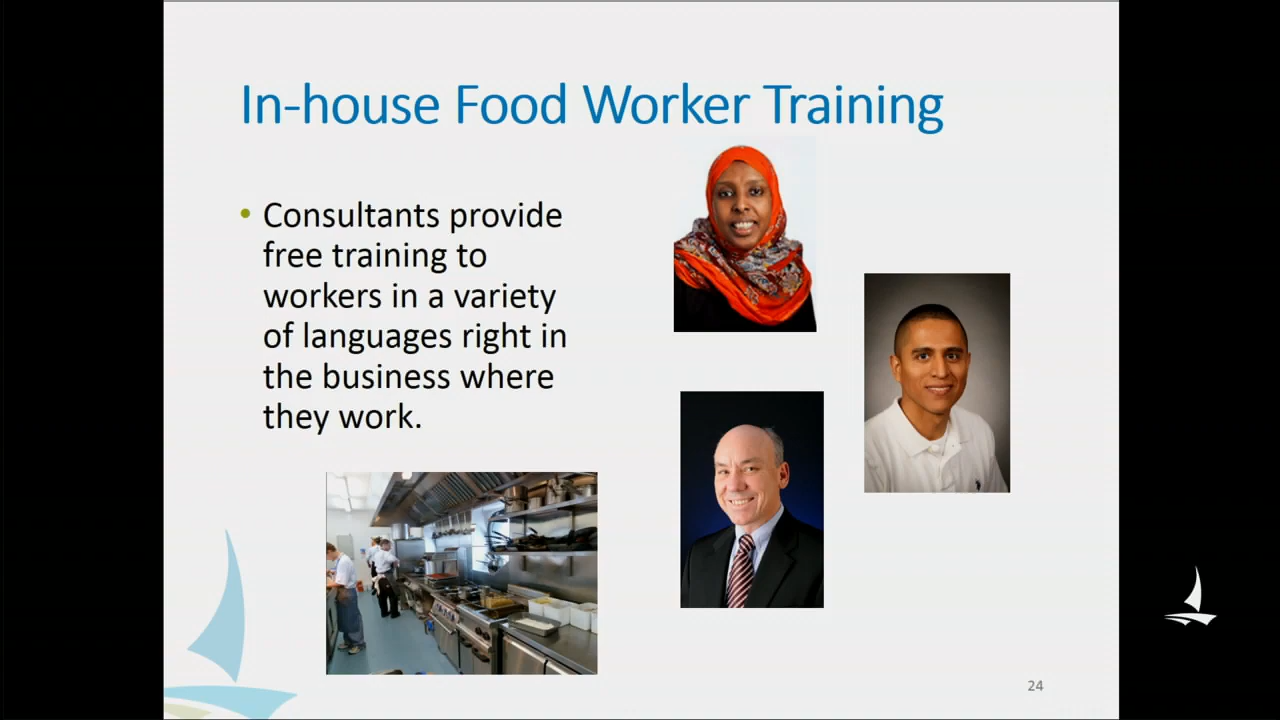 In-house Food Worker Training
• Consultants provide
free training to
workers in a variety
of languages right in
the business where
they work.
24